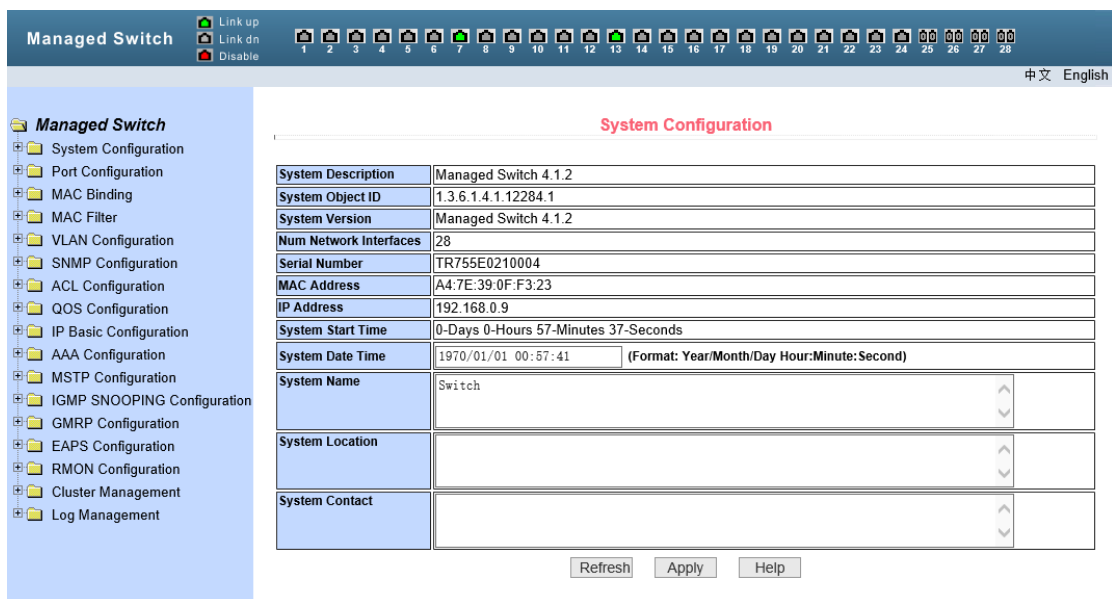 Link up
Managed Switch
Link dn
Disable
1 2 3 4 5 6 7 8 9 10 11 12 13 14 15 16 17 18 19 20 21 22 23 24 25 26 27 28
中文 English
Managed Switch
System Configuration
Port Configuration
MAC Binding
MAC Filter
VLAN Configuration
SNMP Configuration
ACL Configuration
QOS Configuration
IP Basic Configuration
AAA Configuration
MSTP Configuration
IGMP SNOOPING Configuration
GMRP Configuration
EAPS Configuration
RMON Configuration
Cluster Management
Log Management
System Configuration
System Description Managed Switch 4.1.2
System Object ID 1.3.6.1.4.1.12284.1
System Version Managed Switch 4.1.2
Num Network Interfaces 28
Serial Number TR755E0210004
MAC Address A4:7E:39:0F:F3:23
IP Address 192.168.0.9
System Start Time 0-Days 0-Hours 57-Minutes 37-Seconds
System Date Time 1970/01/01 00:57:41 (Format: Year/Month/Day Hour:Minute:Second)
System Name Switch
System Location
System Contact
Refresh Apply Help